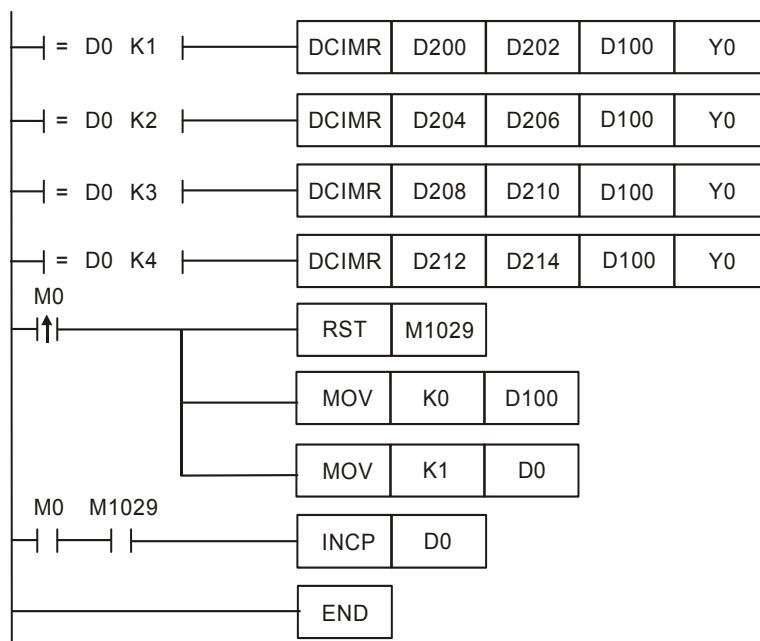 = D0 K1 DCIMR D200 D202 D100 Y0
= D0 K2 DCIMR D204 D206 D100 Y0
= D0 K3 DCIMR D208 D210 D100 Y0
= D0 K4 DCIMR D212 D214 D100 Y0
M0
RST M1029
MOV K0 D100
MOV K1 D0
M0 M1029
INCP D0
END